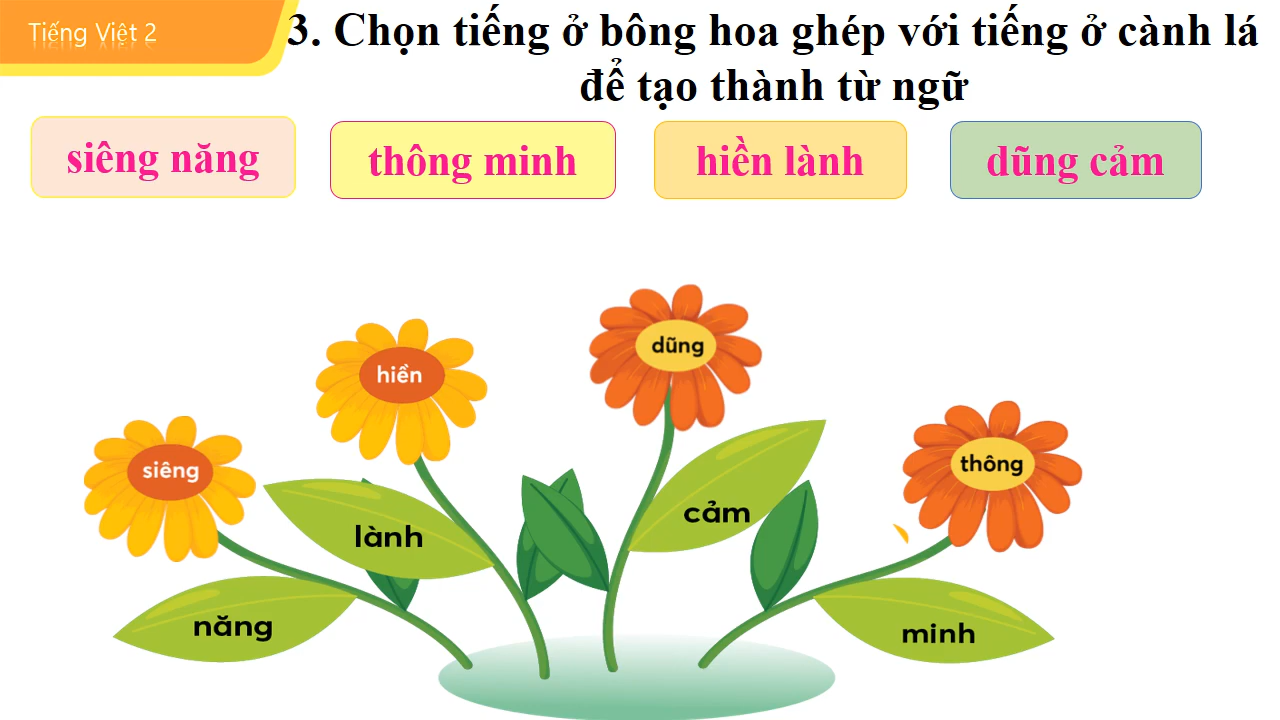 Tiếng Việt 2
3. Chọn tiếng ở bông hoa ghép với tiếng ở cành lá
để tạo thành từ ngữ
siêng năng
thông minh
hiền lành
dũng cảm
dũng
hiền
thông
siêng
cảm
lành
năng
minh